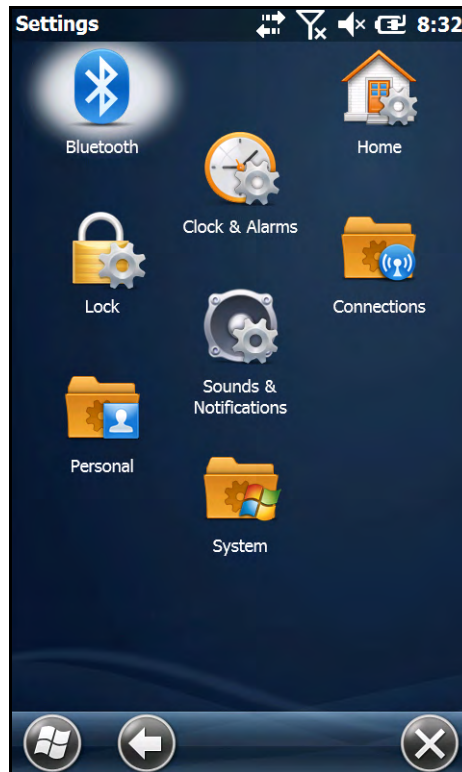 Settings 8:32
Bluetooth
Home
Clock & Alarms
Lock
Connections
Sounds &
Notifications
Personal
System